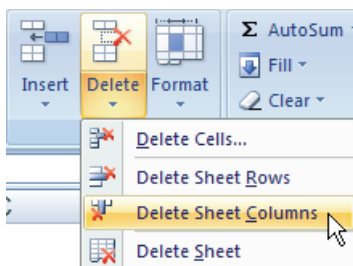 Σ AutoSum
Fill
Clear
Insert Delete Format
Delete Cells...
Delete Sheet Rows
Delete Sheet Columns
Delete Sheet